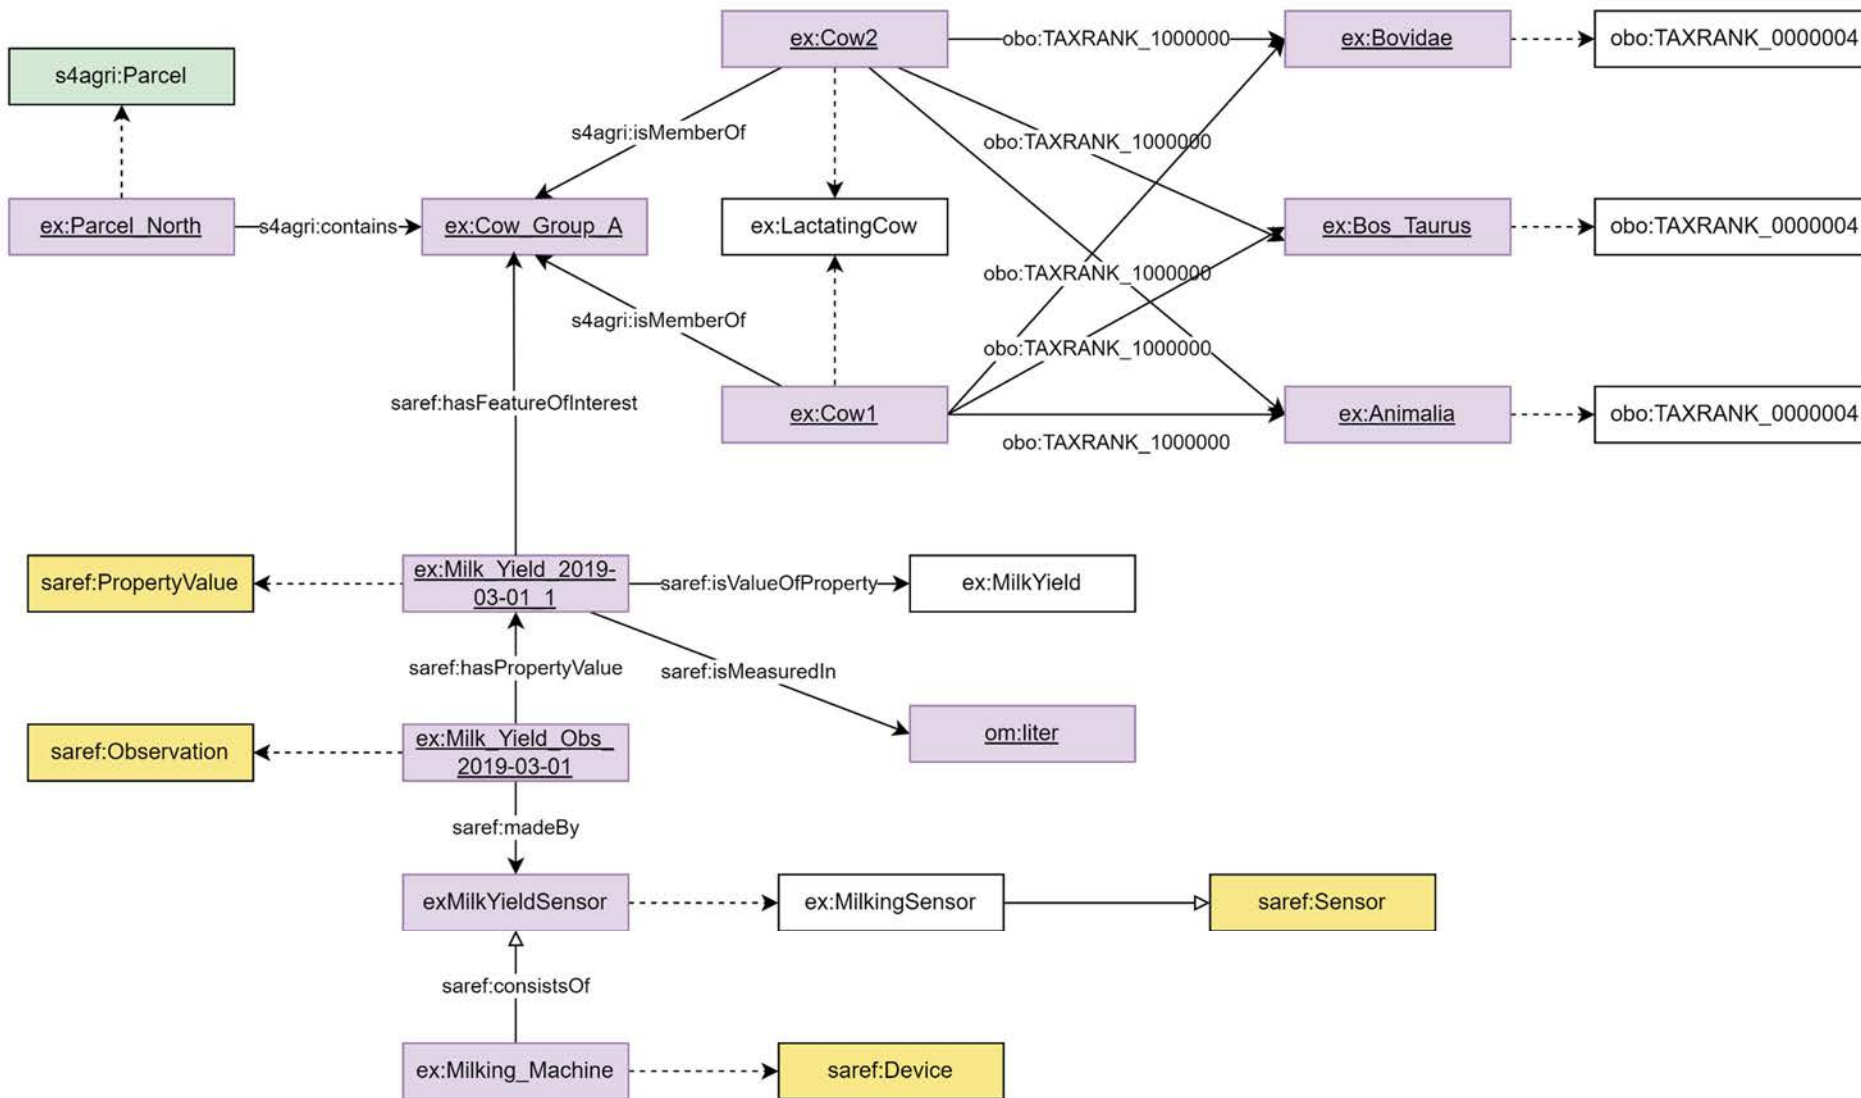 ex:Cow2
obo:TAXRANK_1000000
ex:Bovidae
obo:TAXRANK_0000004
s4agri:Parcel
s4agri:isMemberOf
obo:TAXRANK_1000000
ex:Parcel_North
s4agri:contains
ex:Cow_Group_A
ex:LactatingCow
ex:Bos_Taurus
obo:TAXRANK_0000004
obo:TAXRANK_1000000
s4agri:isMemberOf
obo:TAXRANK_1000000
saref:hasFeatureOfInterest
ex:Cow1
obo:TAXRANK_1000000
ex:Animalia
obo:TAXRANK_0000004
saref:PropertyValue
ex:Milk_Yield_2019-
03-01_1
saref:isValueOfProperty
ex:MilkYield
saref:hasPropertyValue
saref:isMeasuredIn
saref:Observation
ex:Milk_Yield_Obs_
2019-03-01
om:liter
saref:madeBy
exMilkYieldSensor
ex:MilkingSensor
saref:Sensor
saref:consistsOf
ex:Milking_Machine
saref:Device